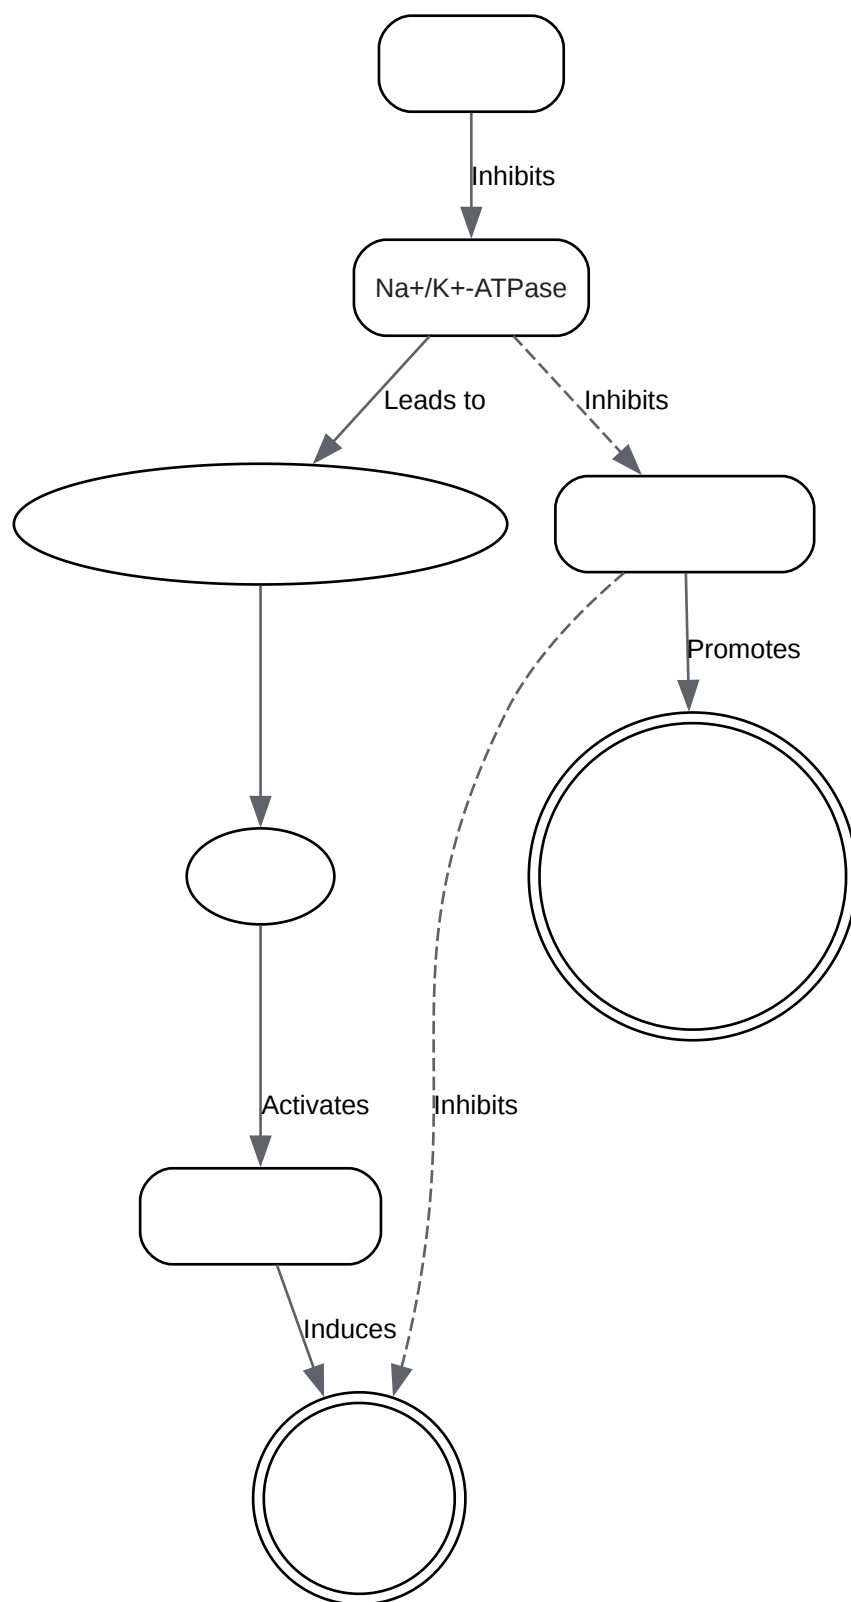 Inhibits
Na+/K+-ATPase
Leads to
Inhibits
Promotes
Activates
Inhibits
Induces